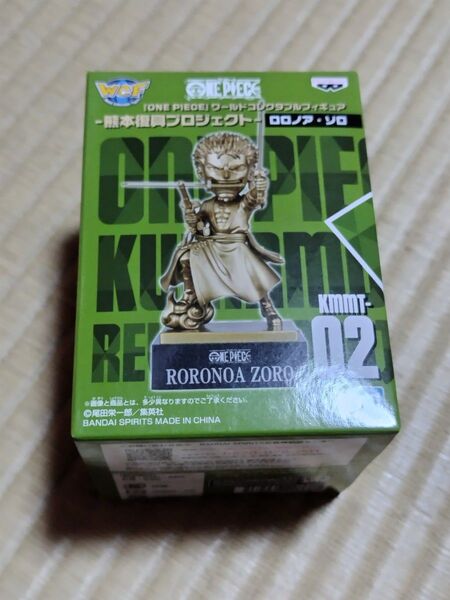 WCF
ONE PIECE
「ONE PIECE」ワールドコレクタブルフィギュア
-熊本復興プロジェクト- ロロノア・ゾロ
KMMT-
02
ONE PIECE
RORONOA ZORO
※画像と商品とは、多少異なりますのでご了承ください。
©尾田栄一郎／集英社
BANDAI SPIRITS MADE IN CHINA